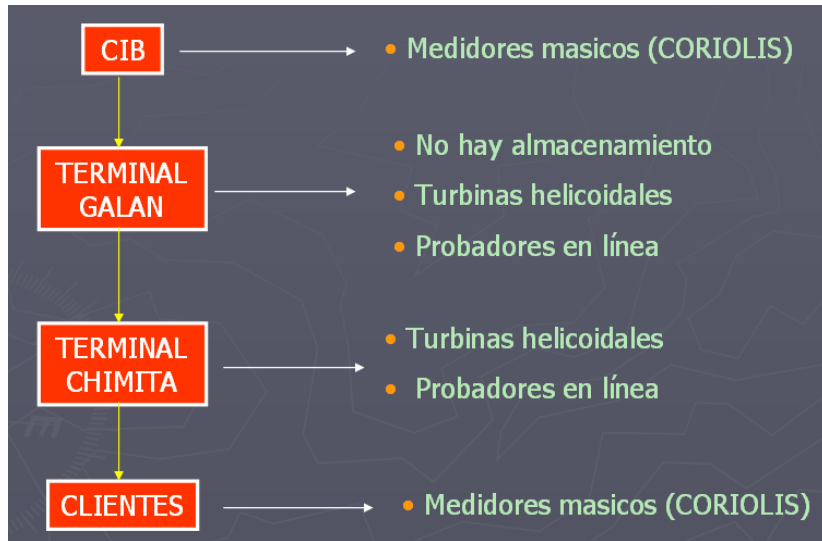 CIB
• Medidores masicos (CORIOLIS)
TERMINAL
GALAN
• No hay almacenamiento
• Turbinas helicoidales
• Probadores en línea
TERMINAL
CHIMITA
• Turbinas helicoidales
• Probadores en línea
CLIENTES
• Medidores masicos (CORIOLIS)